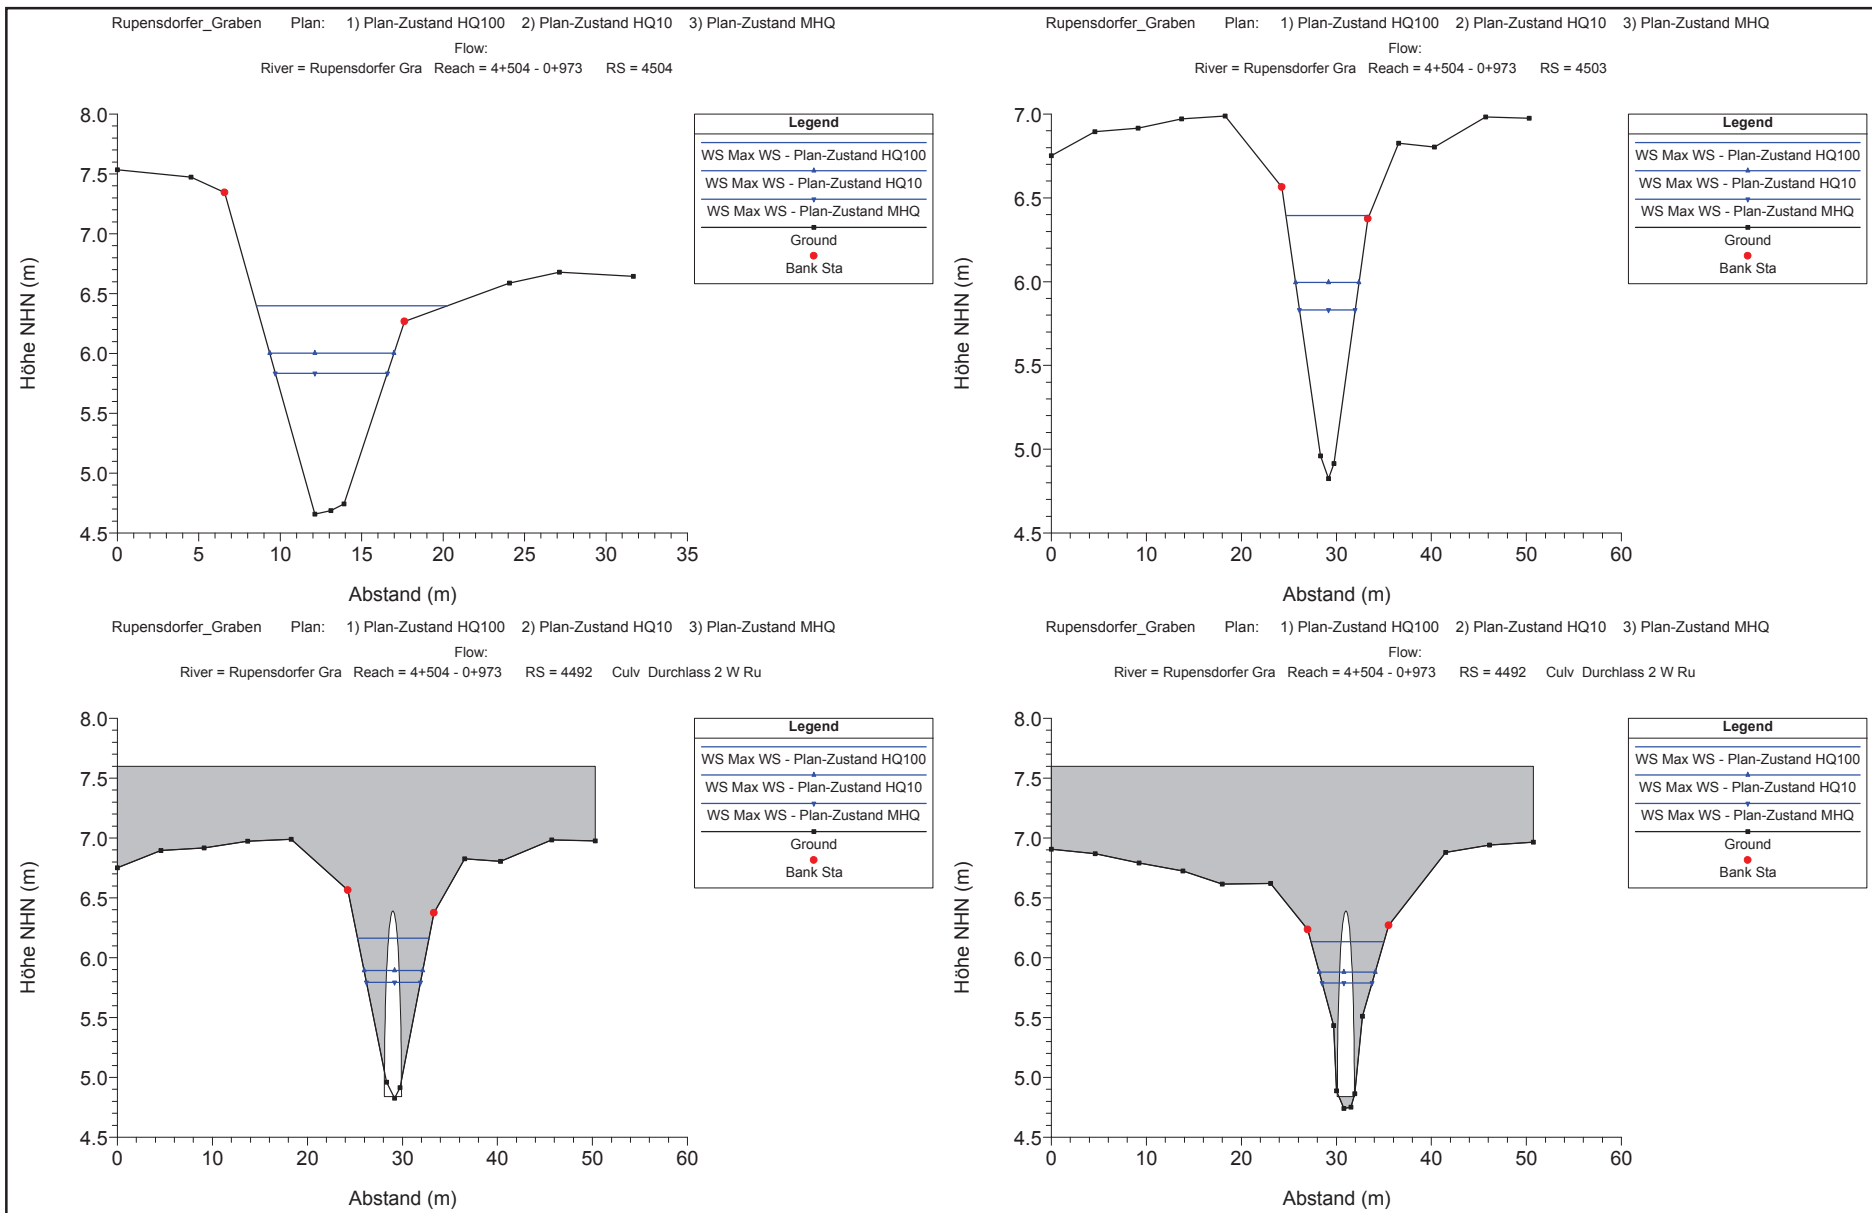 Rupensdorfer_Graben Plan: 1) Plan-Zustand HQ100 2) Plan-Zustand HQ10 3) Plan-Zustand MHQ
Flow:
River = Rupensdorfer Gra Reach = 4+504 - 0+973 RS = 4504
8.0
7.5
7.0
6.5
6.0
5.5
5.0
4.5
Höhe NHN (m)
0 5 10 15 20 25 30 35
Abstand (m)
Legend
WS Max WS - Plan-Zustand HQ100
WS Max WS - Plan-Zustand HQ10
WS Max WS - Plan-Zustand MHQ
Ground
Bank Sta
Rupensdorfer_Graben Plan: 1) Plan-Zustand HQ100 2) Plan-Zustand HQ10 3) Plan-Zustand MHQ
Flow:
River = Rupensdorfer Gra Reach = 4+504 - 0+973 RS = 4503
7.0
6.5
6.0
5.5
5.0
4.5
Höhe NHN (m)
0 10 20 30 40 50 60
Abstand (m)
Legend
WS Max WS - Plan-Zustand HQ100
WS Max WS - Plan-Zustand HQ10
WS Max WS - Plan-Zustand MHQ
Ground
Bank Sta
Rupensdorfer_Graben Plan: 1) Plan-Zustand HQ100 2) Plan-Zustand HQ10 3) Plan-Zustand MHQ
Flow:
River = Rupensdorfer Gra Reach = 4+504 - 0+973 RS = 4492 Culv Durchlass 2 W Ru
8.0
7.5
7.0
6.5
6.0
5.5
5.0
4.5
Höhe NHN (m)
0 10 20 30 40 50 60
Abstand (m)
Legend
WS Max WS - Plan-Zustand HQ100
WS Max WS - Plan-Zustand HQ10
WS Max WS - Plan-Zustand MHQ
Ground
Bank Sta
Rupensdorfer_Graben Plan: 1) Plan-Zustand HQ100 2) Plan-Zustand HQ10 3) Plan-Zustand MHQ
Flow:
River = Rupensdorfer Gra Reach = 4+504 - 0+973 RS = 4492 Culv Durchlass 2 W Ru
8.0
7.5
7.0
6.5
6.0
5.5
5.0
4.5
Höhe NHN (m)
0 10 20 30 40 50 60
Abstand (m)
Legend
WS Max WS - Plan-Zustand HQ100
WS Max WS - Plan-Zustand HQ10
WS Max WS - Plan-Zustand MHQ
Ground
Bank Sta